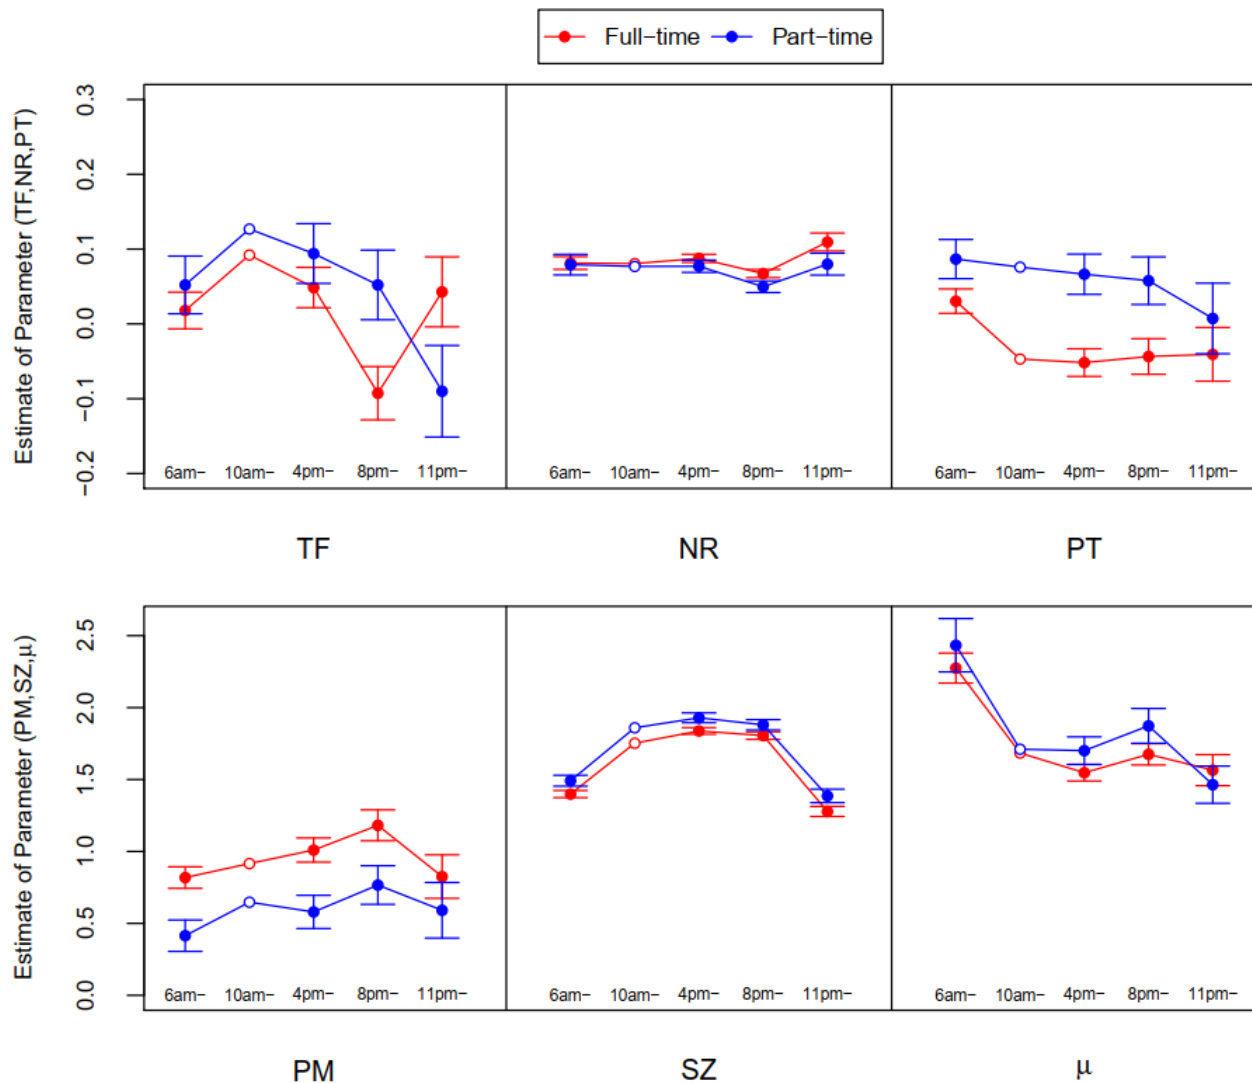 Full−time Part−time
Estimate of Parameter (TF,NR,PT)
0.3
0.2
0.1
0.0
−0.1
−0.2
6am− 10am− 4pm− 8pm− 11pm− 6am− 10am− 4pm− 8pm− 11pm− 6am− 10am− 4pm− 8pm− 11pm−
TF NR PT
Estimate of Parameter (PM,SZ,μ)
2.5
2.0
1.5
1.0
0.5
0.0
6am− 10am− 4pm− 8pm− 11pm− 6am− 10am− 4pm− 8pm− 11pm− 6am− 10am− 4pm− 8pm− 11pm−
PM SZ μ